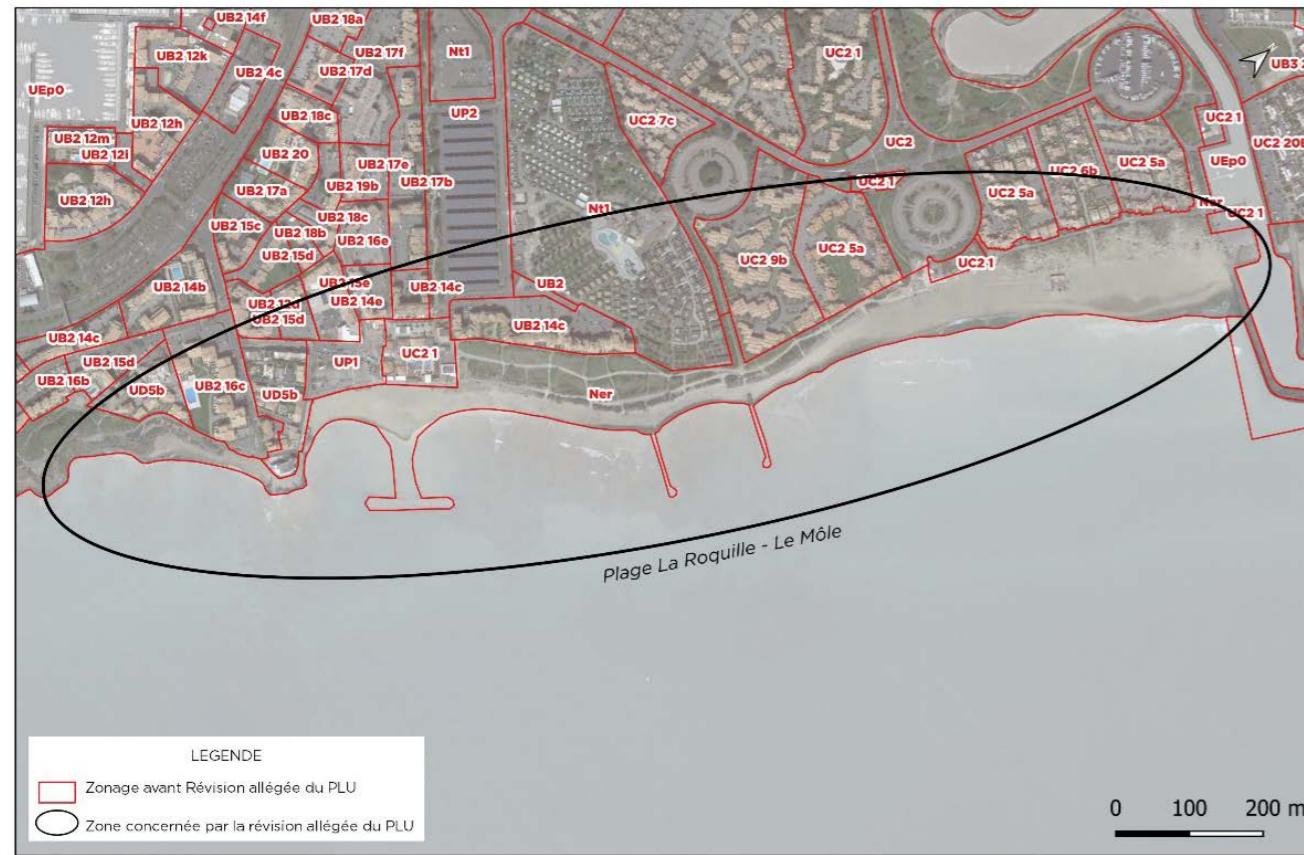 UB2 14f
UB2 18a
UB2 12k
UB2 17f
Nt1
UC2 1
UB3 2
UB2 4c
UB2 17d
UEp0
UP2
UB2 12h
UB2 18c
UC2 7c
UC2 1
UB2 12m
UB2 12i
UB2 20
UC2
UC2 20B
UB2 17e
UC2 5a
UEp0
UB2 17a
UB2 19b
UB2 17b
UC2 6b
UC2 1
UB2 12h
UC2 5a
UB2 18c
Nt1
Ner
UC2 1
UB2 15c
UB2 18b
UB2 16e
UC2 5a
UB2 15d
UC2 9b
UC2 1
UB2 14b
UB2 15e
UB2 14c
UB2
UB2 12d
UB2 14e
UB2 15d
UB2 14c
UB2 14c
UB2 15d
UP1
UC2 1
UB2 16b
UD5b
UB2 16c
UD5b
Ner
Plage La Roquille - Le Môle
LEGENDE
Zonage avant Révision allégée du PLU
Zone concernée par la révision allégée du PLU
0 100 200 m